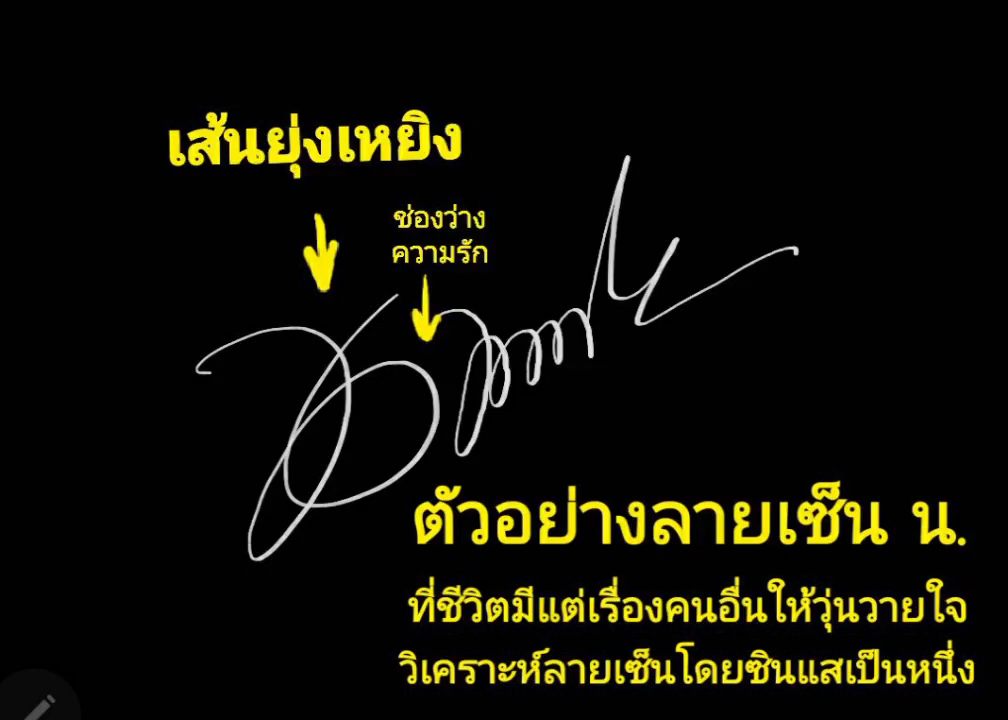 เส้นยุ่งเหยิง
ช่องว่าง
ความรัก
ตัวอย่างลายเซ็น น.
ที่ชีวิตมีแต่เรื่องคนอื่นให้วุ่นวายใจ
วิเคราะห์ลายเซ็นโดยซินแสเป็นหนึ่ง